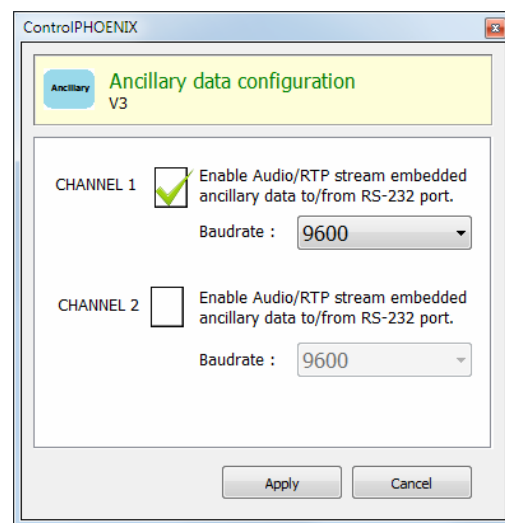 ControlPHOENIX
Ancillary
Ancillary data configuration
V3
CHANNEL 1
Enable Audio/RTP stream embedded
ancillary data to/from RS-232 port.
Baudrate :
9600
CHANNEL 2
Enable Audio/RTP stream embedded
ancillary data to/from RS-232 port.
Baudrate :
9600
Apply
Cancel